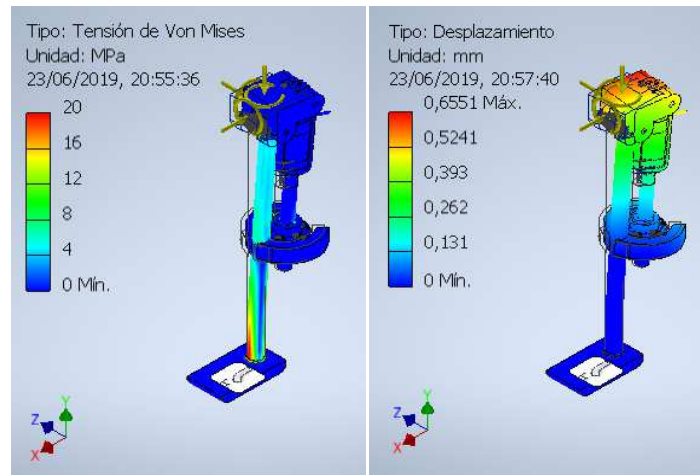 Tipo: Tensión de Von Mises
Unidad: MPa
23/06/2019, 20:55:36
20
16
12
8
4
0 Mín.
Z
Y
X
Tipo: Desplazamiento
Unidad: mm
23/06/2019, 20:57:40
0,6551 Máx.
0,5241
0,393
0,262
0,131
0 Mín.
Z
Y
X